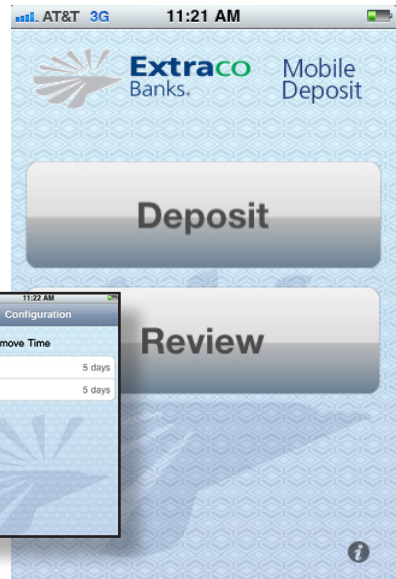 AT&T 3G 11:21 AM
Extraco
Banks.
Mobile
Deposit
Deposit
Review
11:22 AM
Configuration
move Time
5 days
5 days
i